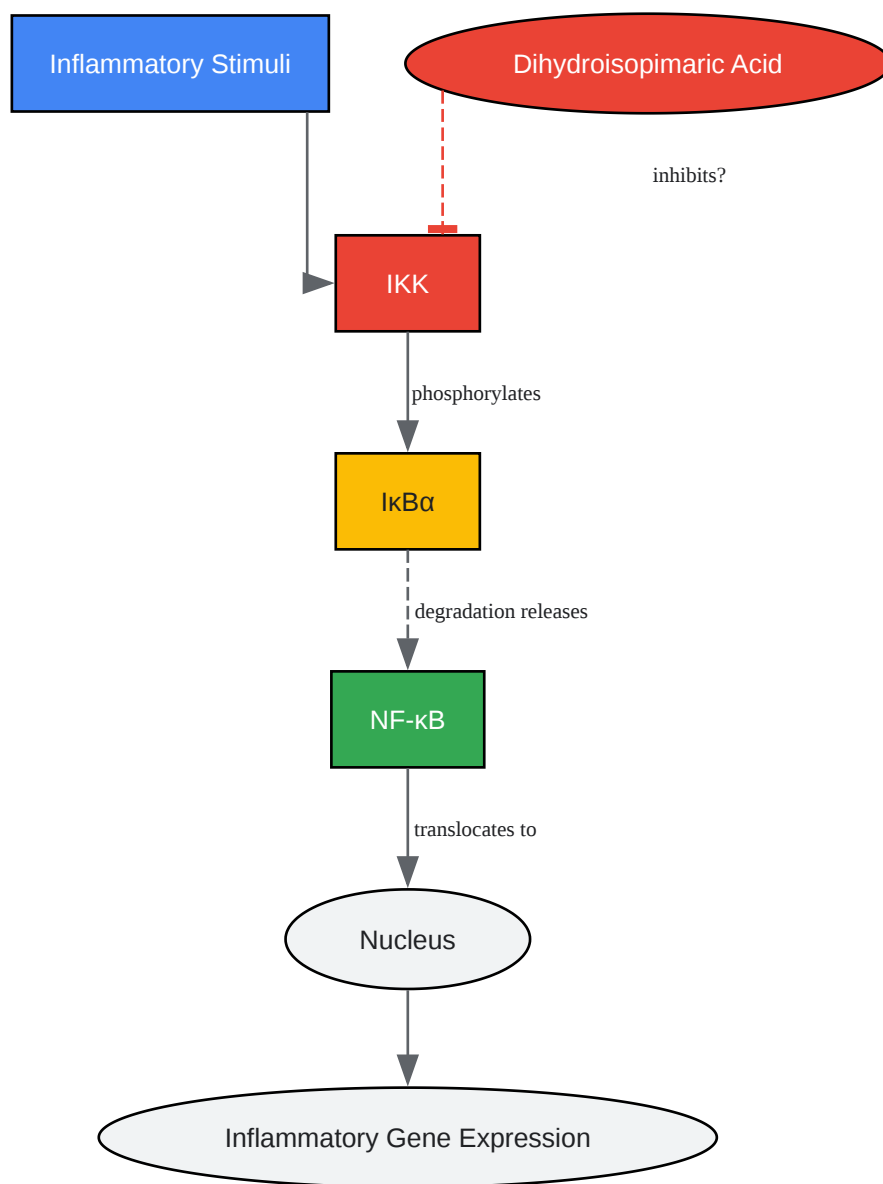 Inflammatory Stimuli
Dihydroisopimaric Acid
inhibits?
IKK
phosphorylates
IκBα
degradation releases
NF-κB
translocates to
Nucleus
Inflammatory Gene Expression